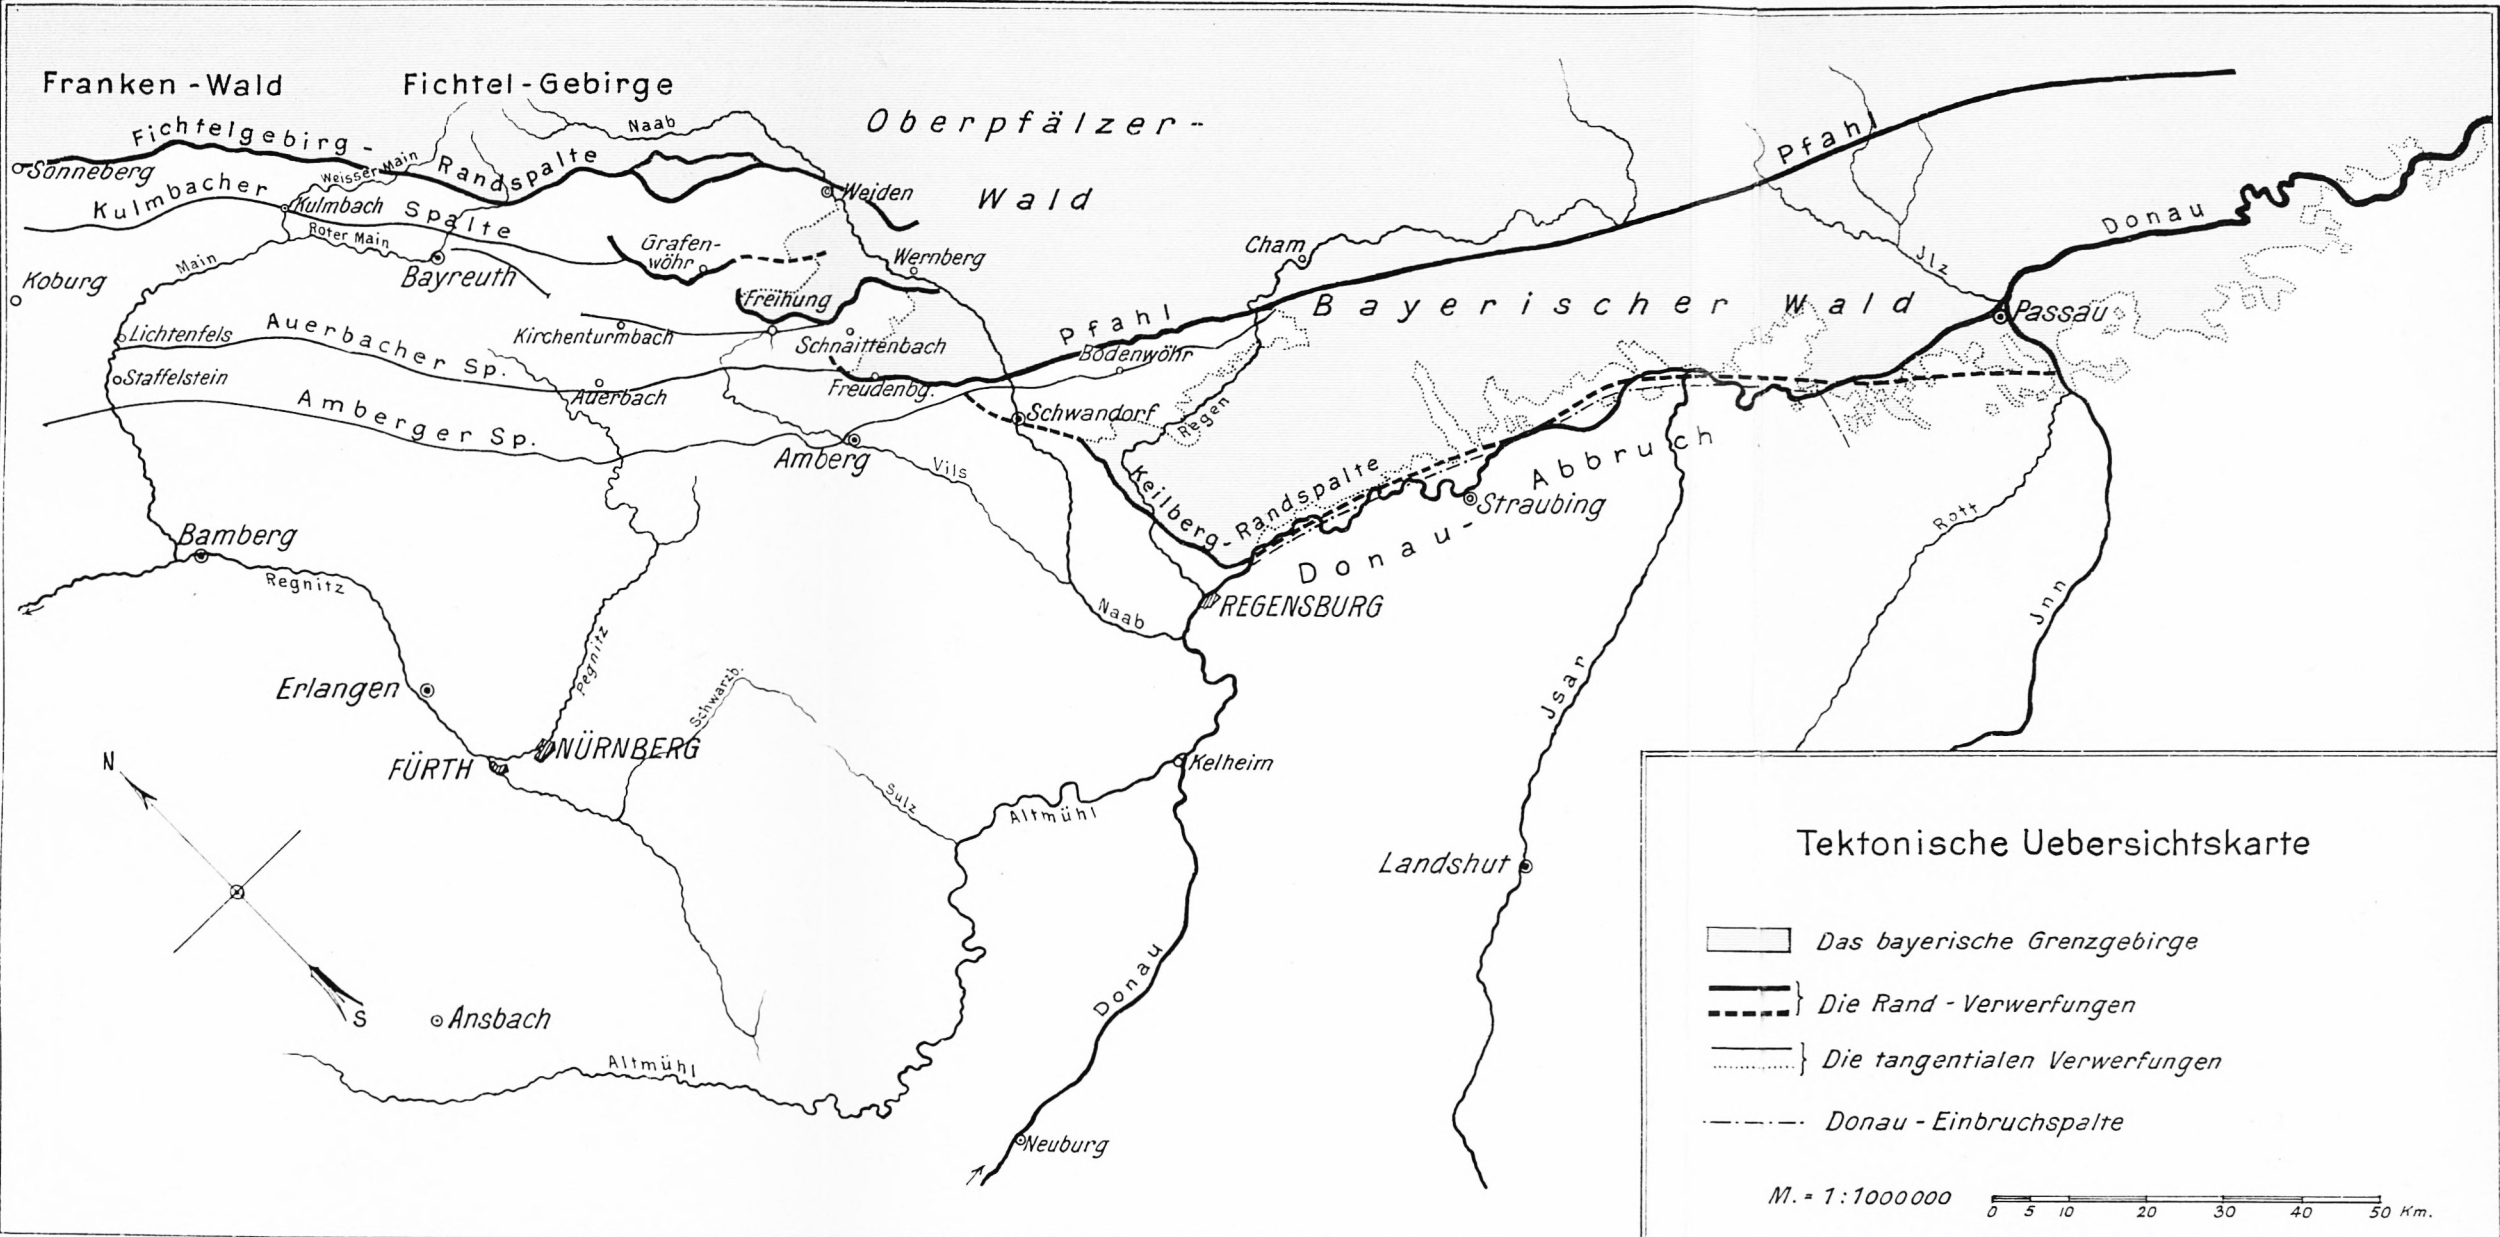 Franken-Wald
Fichtel-Gebirge
Oberpfälzer-
Wald
Fichtelgebirg-
Randspalte
Naab
Weisser Main
Sonneberg
Kulmbacher
Spalte
Kulmbach
Roter Main
Main
Bayreuth
Koburg
Weiden
Grafen-
wöhr
Wernberg
Freihung
Cham
Pfahl
Jlz
Donau
Passau
Bayerischer Wald
Pfahl
Lichtenfels
Auerbacher Sp.
Kirchenturmbach
Schnaittenbach
Bodenwöhr
Staffelstein
Auerbach
Freudenbg.
Amberger Sp.
Schwandorf
Regen
Amberg
Vils
Keilberg-Randspalte
Donau-Abbruch
Straubing
Rott
Jnn
Bamberg
Regnitz
Naab
REGENSBURG
Pegnitz
Erlangen
Schwarzb.
Jsar
NÜRNBERG
FÜRTH
Kelheim
Sulz
Altmühl
N
S
Landshut
Donau
Ansbach
Altmühl
Neuburg
Tektonische Uebersichtskarte
Das bayerische Grenzgebirge
Die Rand-Verwerfungen
Die tangentialen Verwerfungen
Donau-Einbruchspalte
M. = 1:1000000
0 5 10 20 30 40 50 Km.